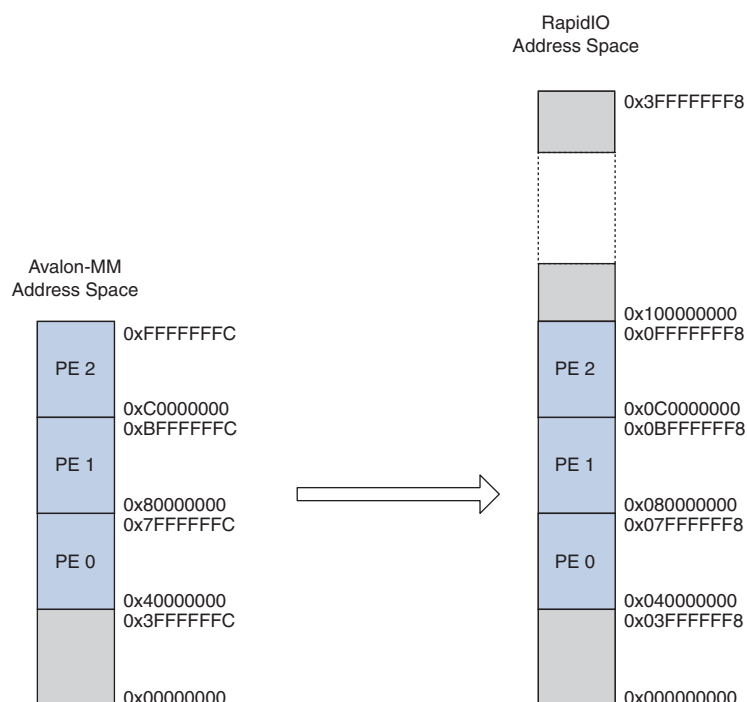 RapidIO
Address Space
0x3FFFFFFF8
Avalon-MM
Address Space
0xFFFFFFFC
PE 2
0xC0000000
0xBFFFFFFC
PE 1
0x80000000
0x7FFFFFFC
PE 0
0x40000000
0x3FFFFFFC
0x00000000
0x100000000
0x0FFFFFFF8
PE 2
0x0C0000000
0x0BFFFFFF8
PE 1
0x080000000
0x07FFFFFF8
PE 0
0x040000000
0x03FFFFFF8
0x000000000